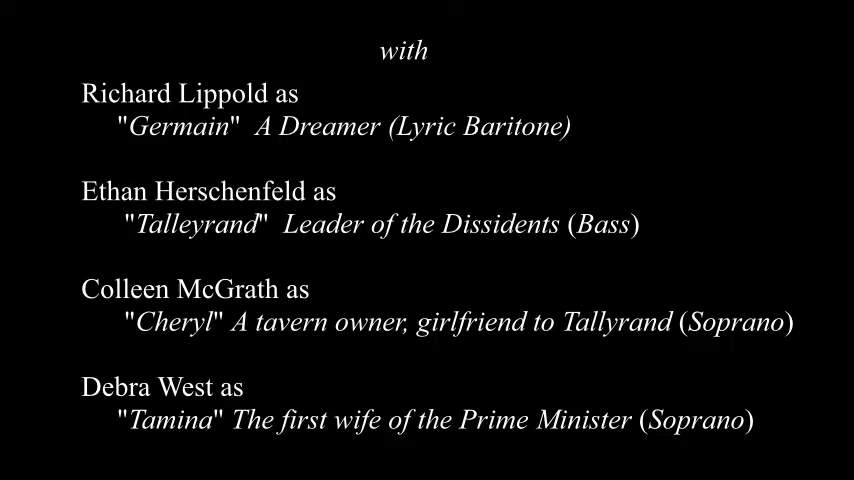 with
Richard Lippold as
"Germain"  A Dreamer (Lyric Baritone)
Ethan Herschenfeld as
"Talleyrand"  Leader of the Dissidents (Bass)
Colleen McGrath as
"Cheryl" A tavern owner, girlfriend to Tallyrand (Soprano)
Debra West as
"Tamina" The first wife of the Prime Minister (Soprano)